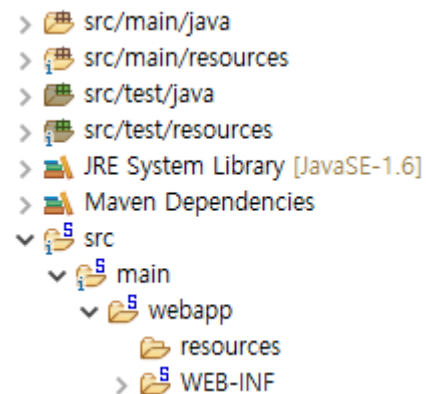 src/main/java
src/main/resources
src/test/java
src/test/resources
JRE System Library [JavaSE-1.6]
Maven Dependencies
src
main
webapp
resources
WEB-INF